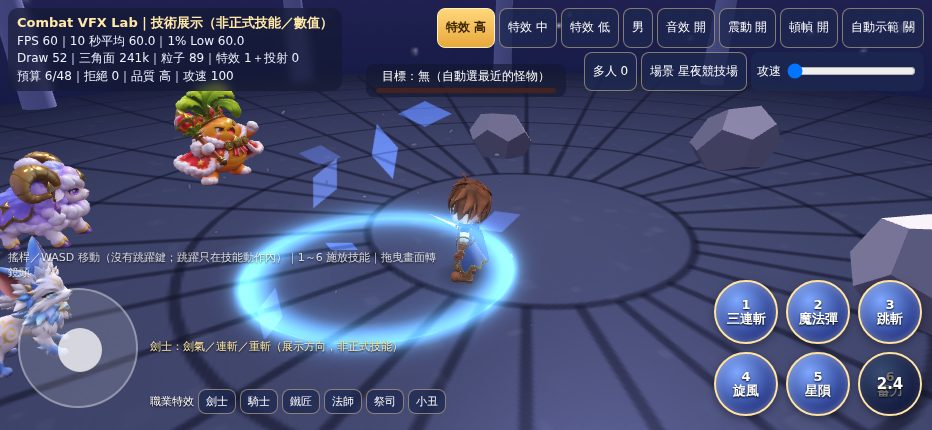 Combat VFX Lab｜技術展示（非正式技能／數值）
FPS 60｜10 秒平均 60.0｜1% Low 60.0
Draw 52｜三角面 241k｜粒子 89｜特效 1＋投射 0
預算 6/48｜拒絕 0｜品質 高｜攻速 100
特效 高
特效 中
特效 低
男
音效 開
震動 開
頓幀 開
自動示範 關
目標：無（自動選最近的怪物）
多人 0
場景 星夜競技場
攻速
搖桿／WASD 移動（沒有跳躍鍵；跳躍只在技能動作內）｜1~6 施放技能｜拖曳畫面轉
鏡頭
1
三連斬
2
魔法彈
3
跳斬
劍士：劍氣／連斬／重斬（展示方向，非正式技能）
4
旋風
5
星隕
6
2.4
職業特效
劍士
騎士
鐵匠
法師
祭司
小丑